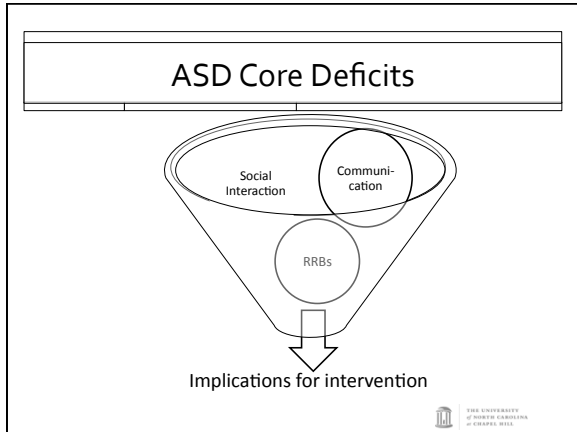 ASD Core Deficits
Social
Interaction
Communi-
cation
RRBs
Implications for intervention
THE UNIVERSITY
of NORTH CAROLINA
at CHAPEL HILL